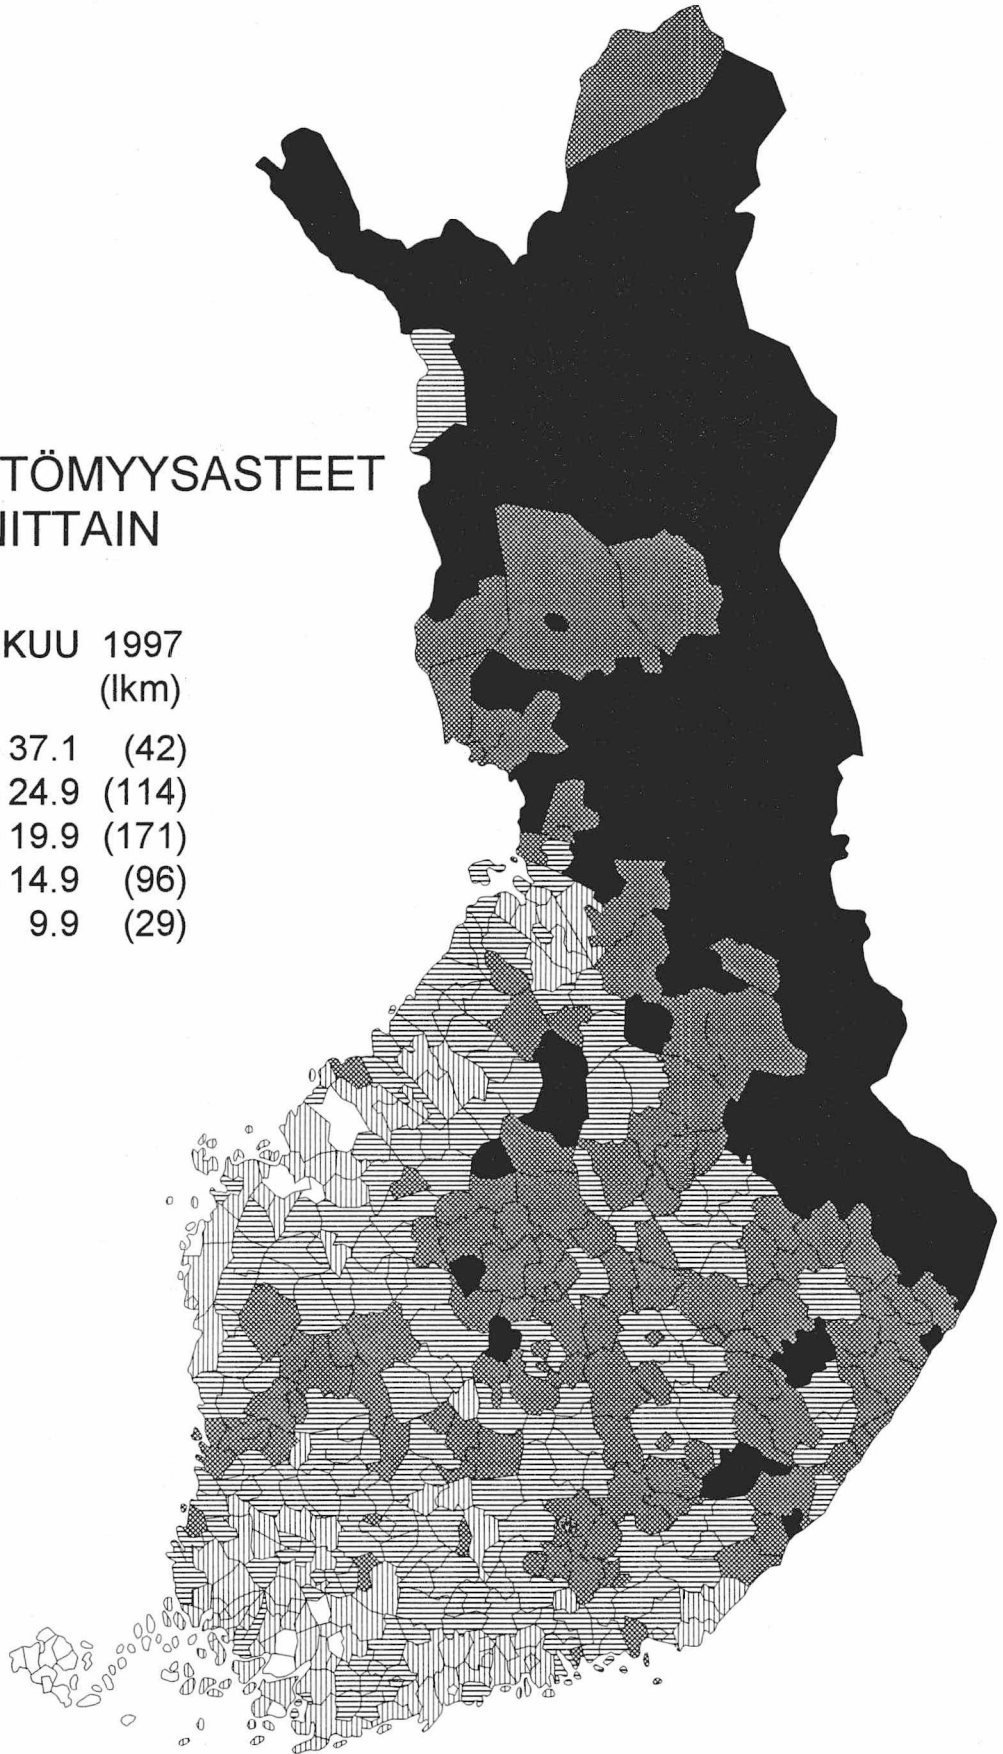 TÖMYYSASTEET
IITTAIN
KUU 1997
(lkm)
37.1 (42)
24.9 (114)
19.9 (171)
14.9 (96)
9.9 (29)